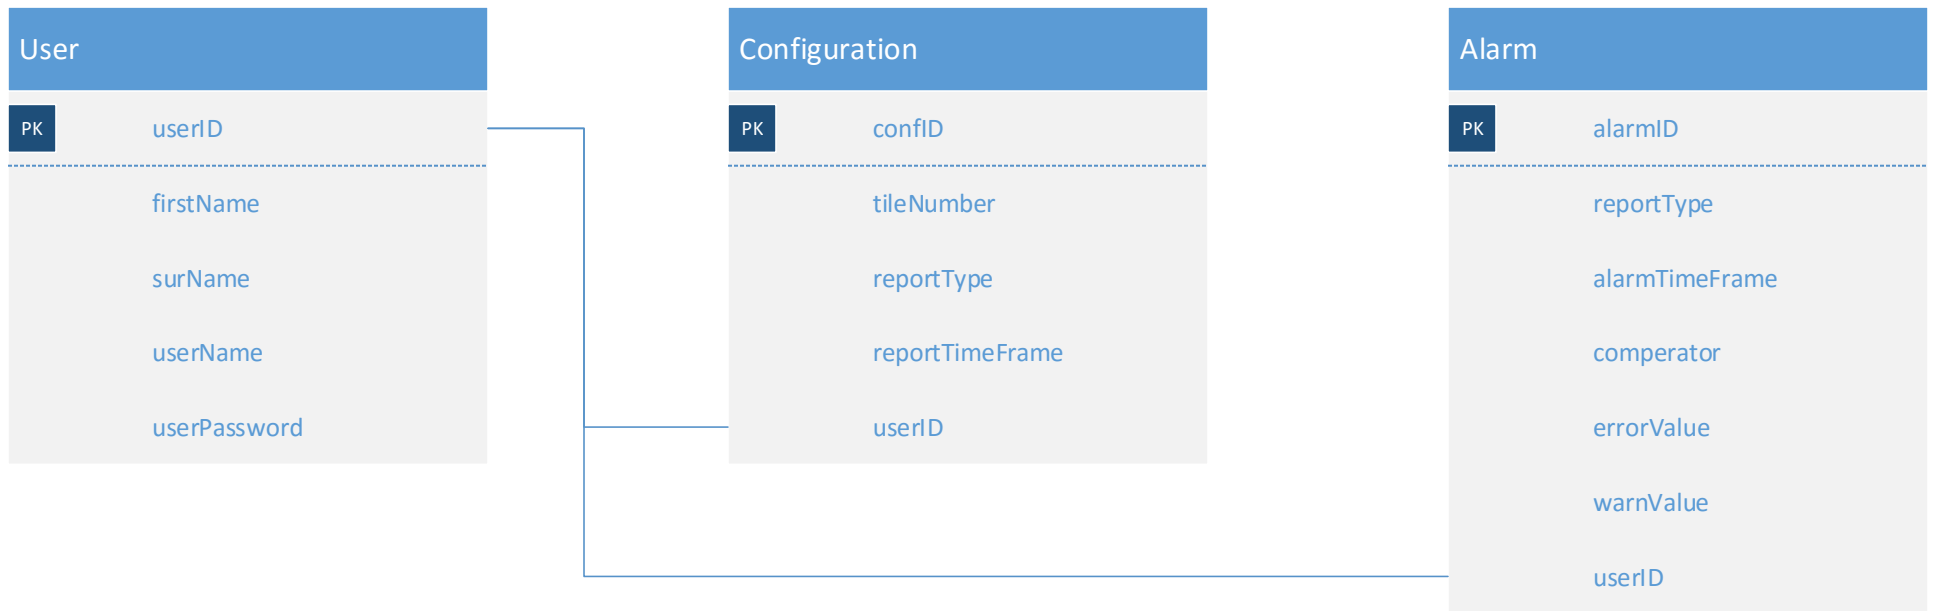 User
PK userID
firstName
surName
userName
userPassword
Configuration
PK confID
tileNumber
reportType
reportTimeFrame
userID
Alarm
PK alarmID
reportType
alarmTimeFrame
comperator
errorValue
warnValue
userID